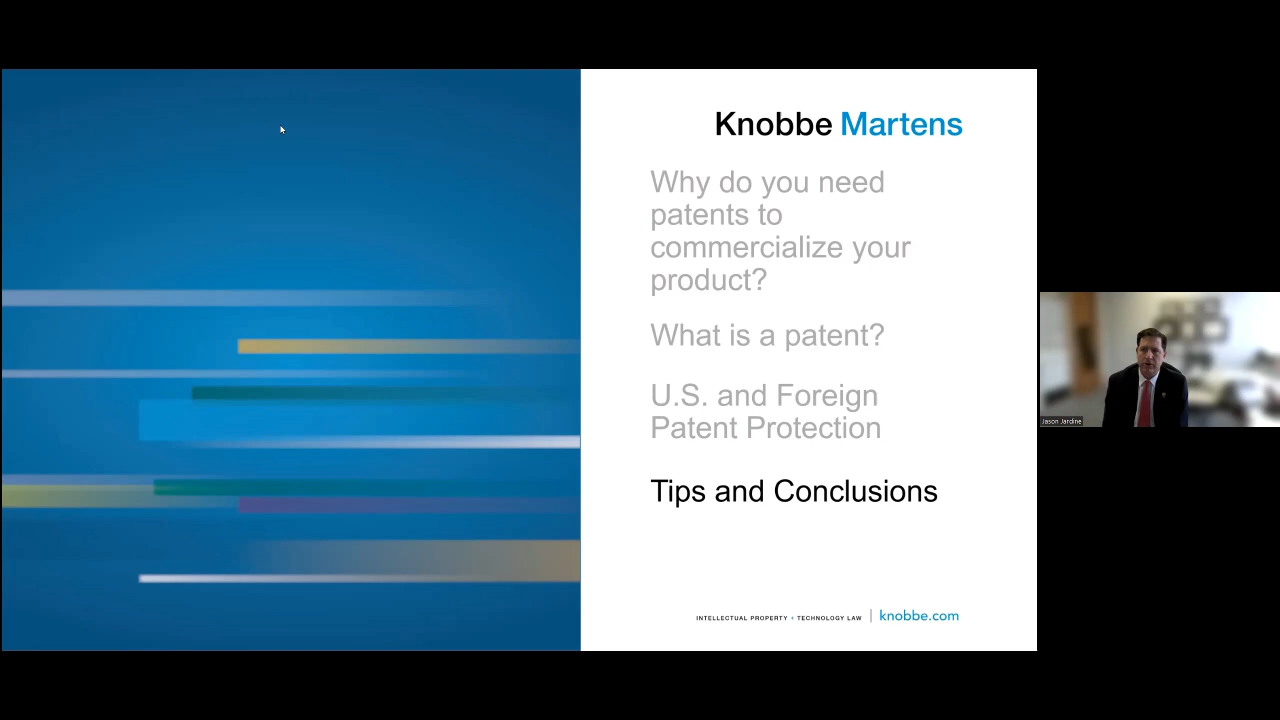 Knobbe Martens
Why do you need
patents to
commercialize your
product?
What is a patent?
U.S. and Foreign
Patent Protection
Tips and Conclusions
INTELLECTUAL PROPERTY + TECHNOLOGY LAW | knobbe.com
Jason Jardine